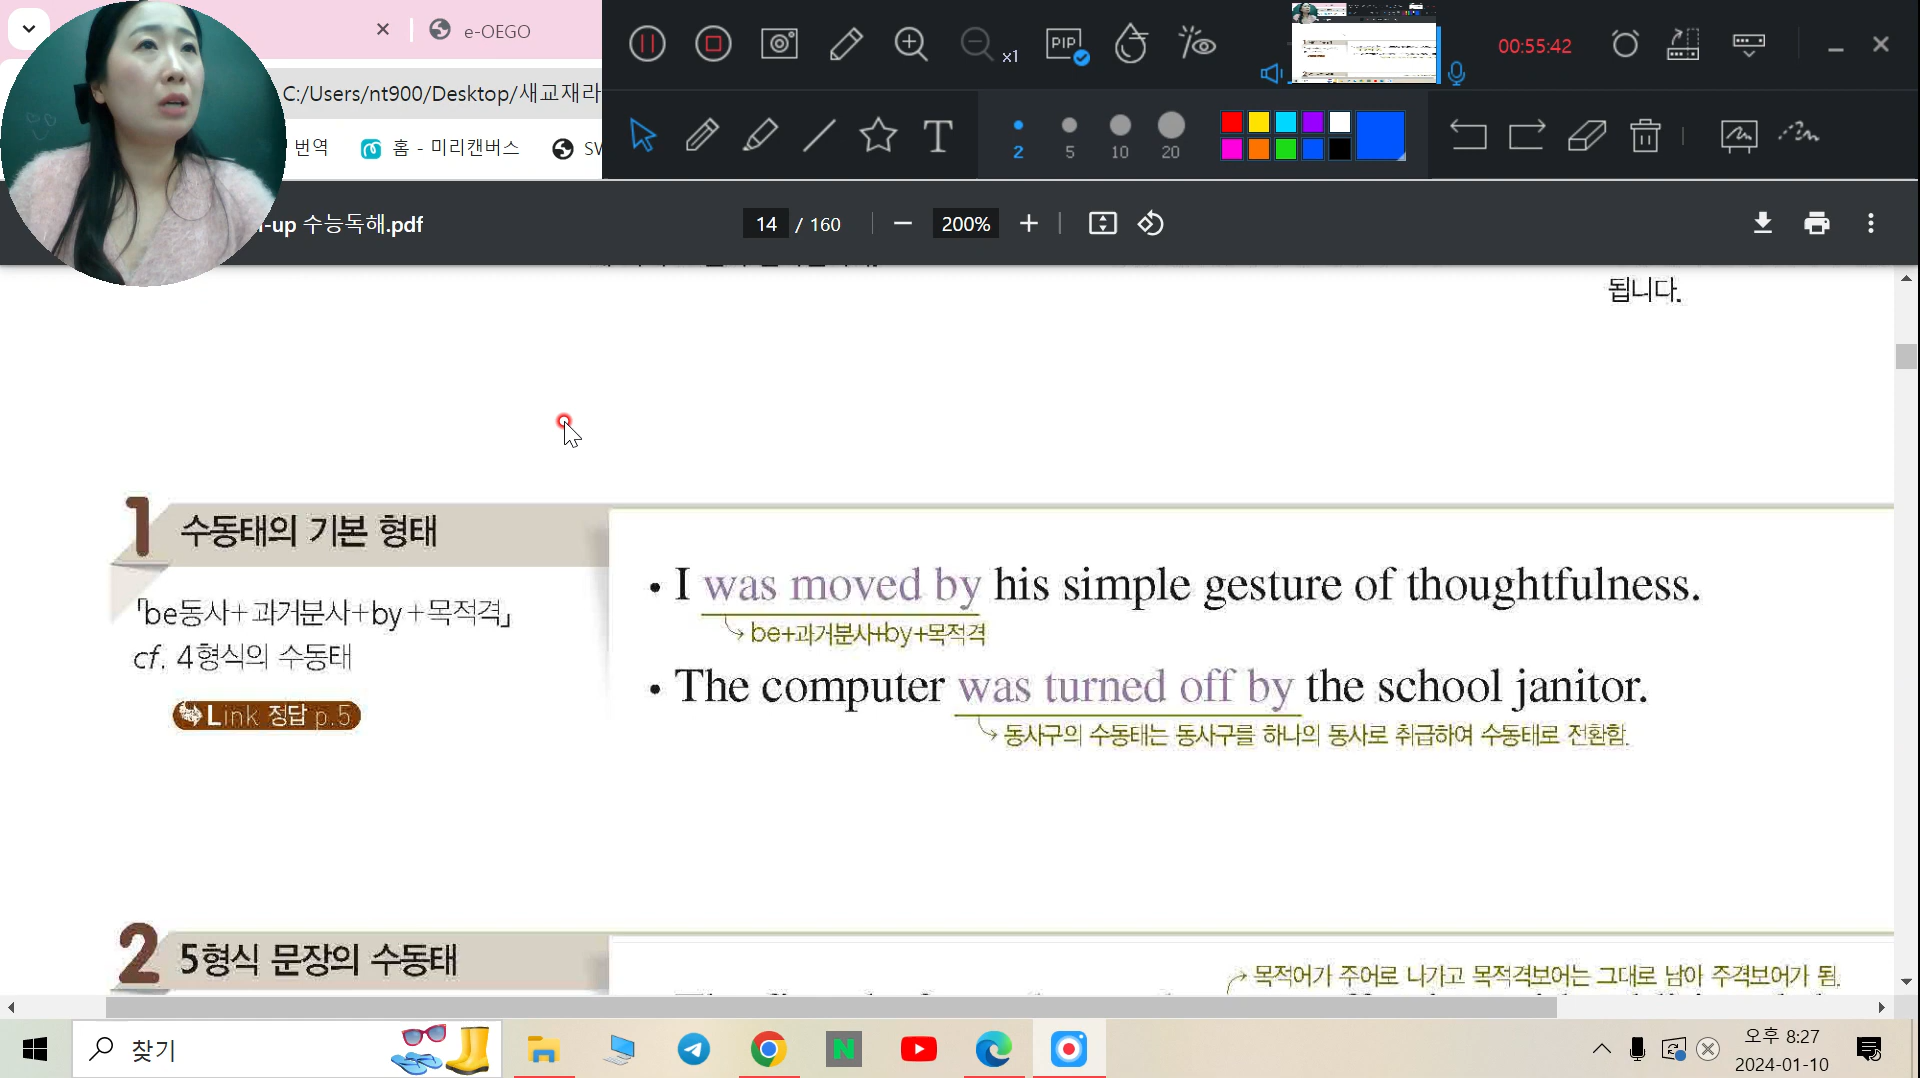 e-OEGO
C:/Users/nt900/Desktop/새교재라
번역
홈 - 미리캔버스
SV
x1
PIP
00:55:42
T
2
5
10
20
-up 수능독해.pdf
14 / 160
200%
됩니다.
1 수동태의 기본 형태
「be동사+과거분사+by+목적격」
cf. 4형식의 수동태
Link 정답 p.5
• I was moved by his simple gesture of thoughtfulness.
be+과거분사+by+목적격
• The computer was turned off by the school janitor.
동사구의 수동태는 동사구를 하나의 동사로 취급하여 수동태로 전환함.
2 5형식 문장의 수동태
목적어가 주어로 나가고 목적격보어는 그대로 남아 주격보어가 됨.
찾기
N
오후 8:27
2024-01-10